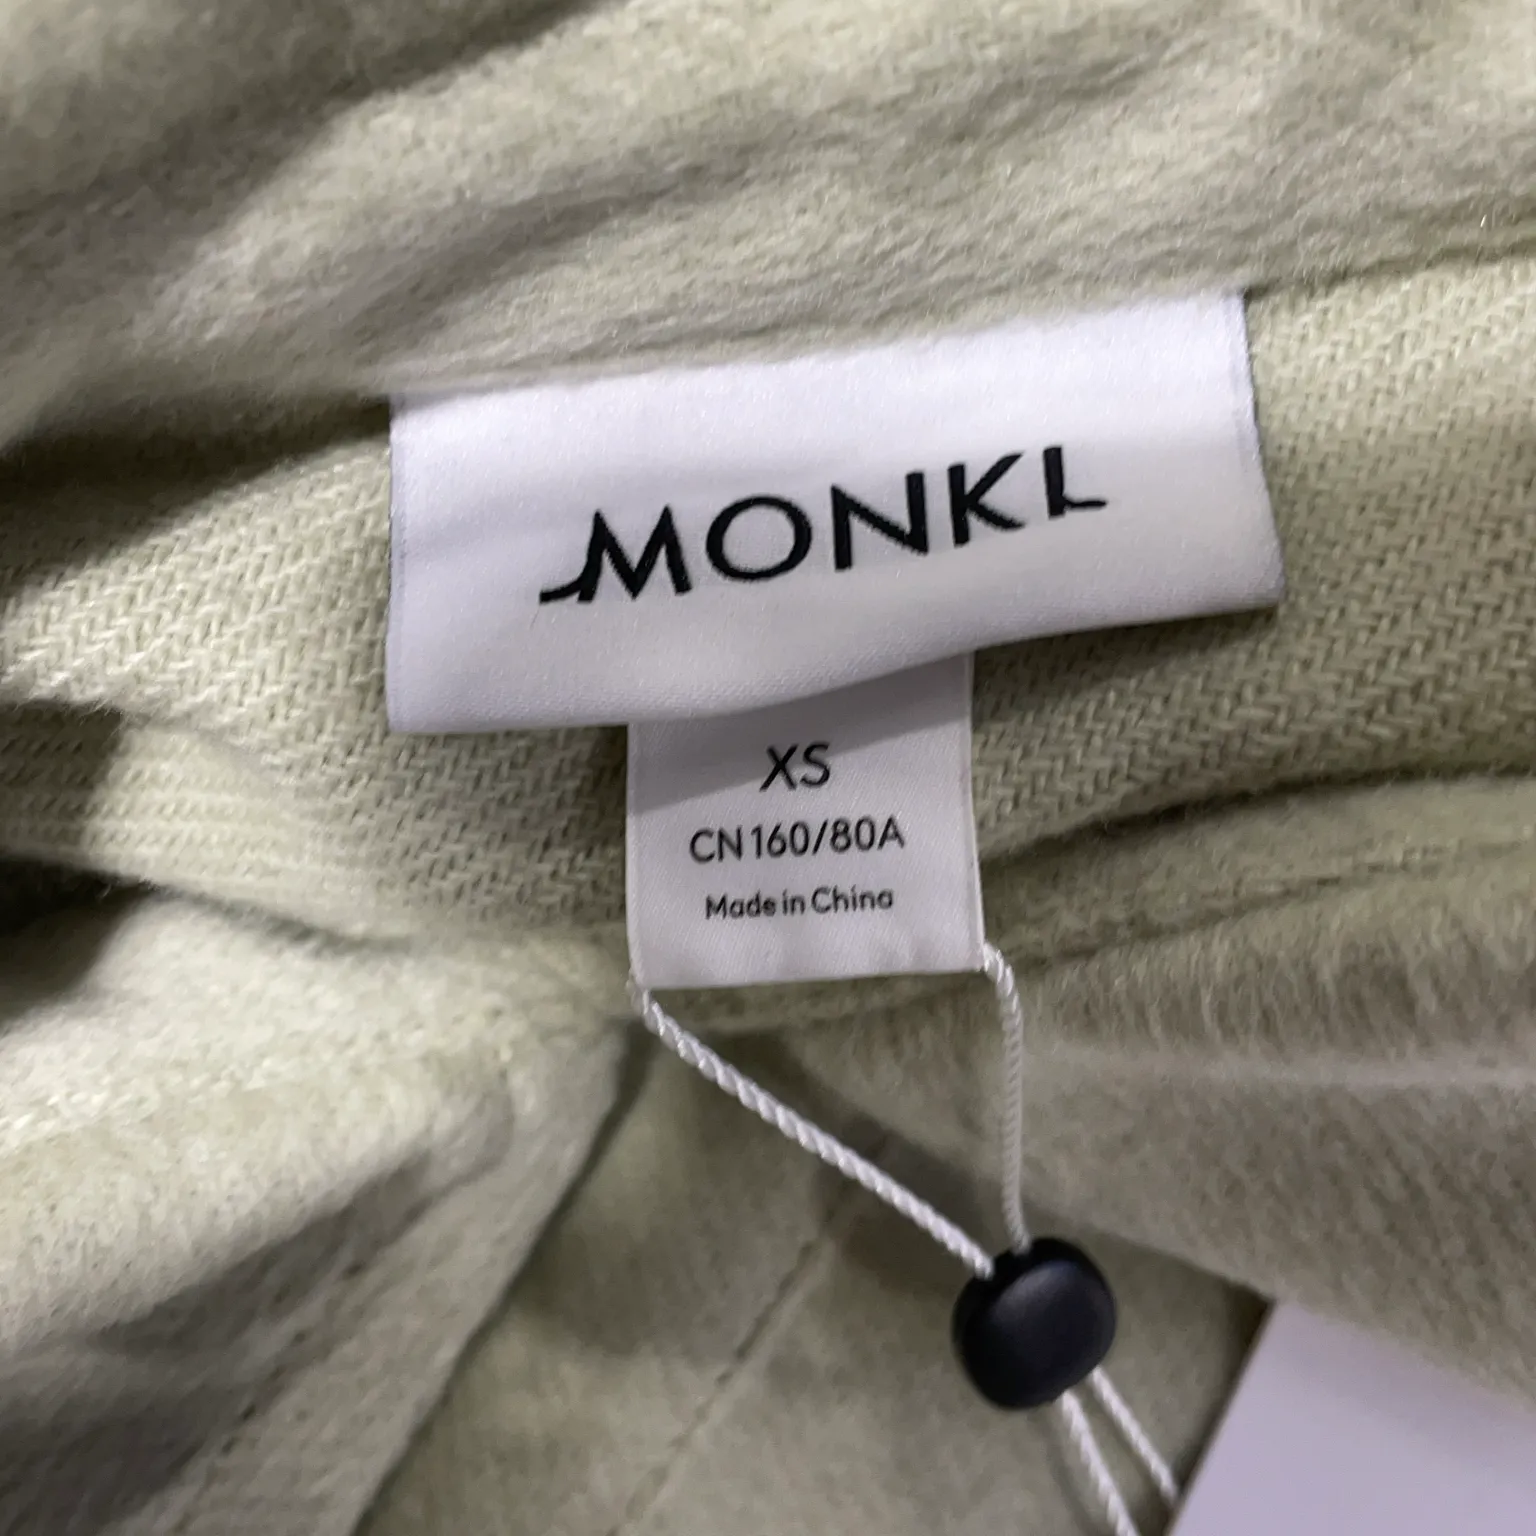 MONKI
XS
CN 160/80A
Made in China